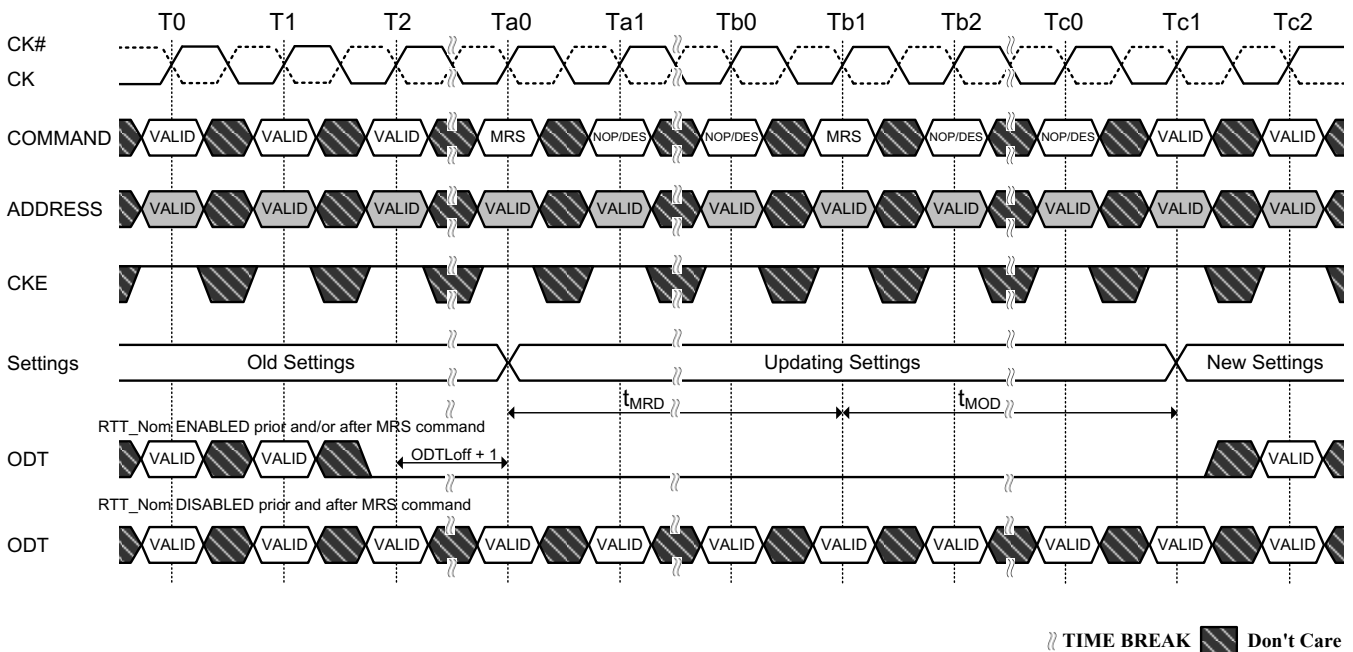 T0 T1 T2 Ta0 Ta1 Tb0 Tb1 Tb2 Tc0 Tc1 Tc2
CK#
CK
COMMAND VALID VALID VALID MRS NOP/DES NOP/DES MRS NOP/DES NOP/DES VALID VALID
ADDRESS VALID VALID VALID VALID VALID VALID VALID VALID VALID VALID VALID
CKE
Settings Old Settings Updating Settings New Settings
tMRD tMOD
RTT_Nom ENABLED prior and/or after MRS command
ODT VALID VALID ODTLoff + 1 VALID
RTT_Nom DISABLED prior and after MRS command
ODT VALID VALID VALID VALID VALID VALID VALID VALID VALID VALID VALID
TIME BREAK Don't Care